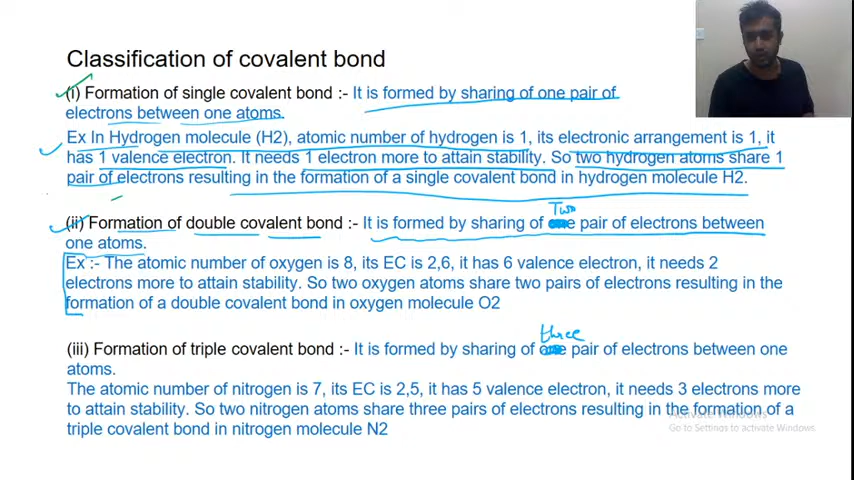 Classification of covalent bond
(i) Formation of single covalent bond :- It is formed by sharing of one pair of
electrons between one atoms.
Ex In Hydrogen molecule (H2), atomic number of hydrogen is 1, its electronic arrangement is 1, it
has 1 valence electron. It needs 1 electron more to attain stability. So two hydrogen atoms share 1
pair of electrons resulting in the formation of a single covalent bond in hydrogen molecule H2.
(ii) Formation of double covalent bond :- It is formed by sharing of Two pair of electrons between
one atoms.
Ex :- The atomic number of oxygen is 8, its EC is 2,6, it has 6 valence electron, it needs 2
electrons more to attain stability. So two oxygen atoms share two pairs of electrons resulting in the
formation of a double covalent bond in oxygen molecule O2
(iii) Formation of triple covalent bond :- It is formed by sharing of three pair of electrons between one
atoms.
The atomic number of nitrogen is 7, its EC is 2,5, it has 5 valence electron, it needs 3 electrons more
to attain stability. So two nitrogen atoms share three pairs of electrons resulting in the formation of a
triple covalent bond in nitrogen molecule N2
Activate Windows
Go to Settings to activate Windows.